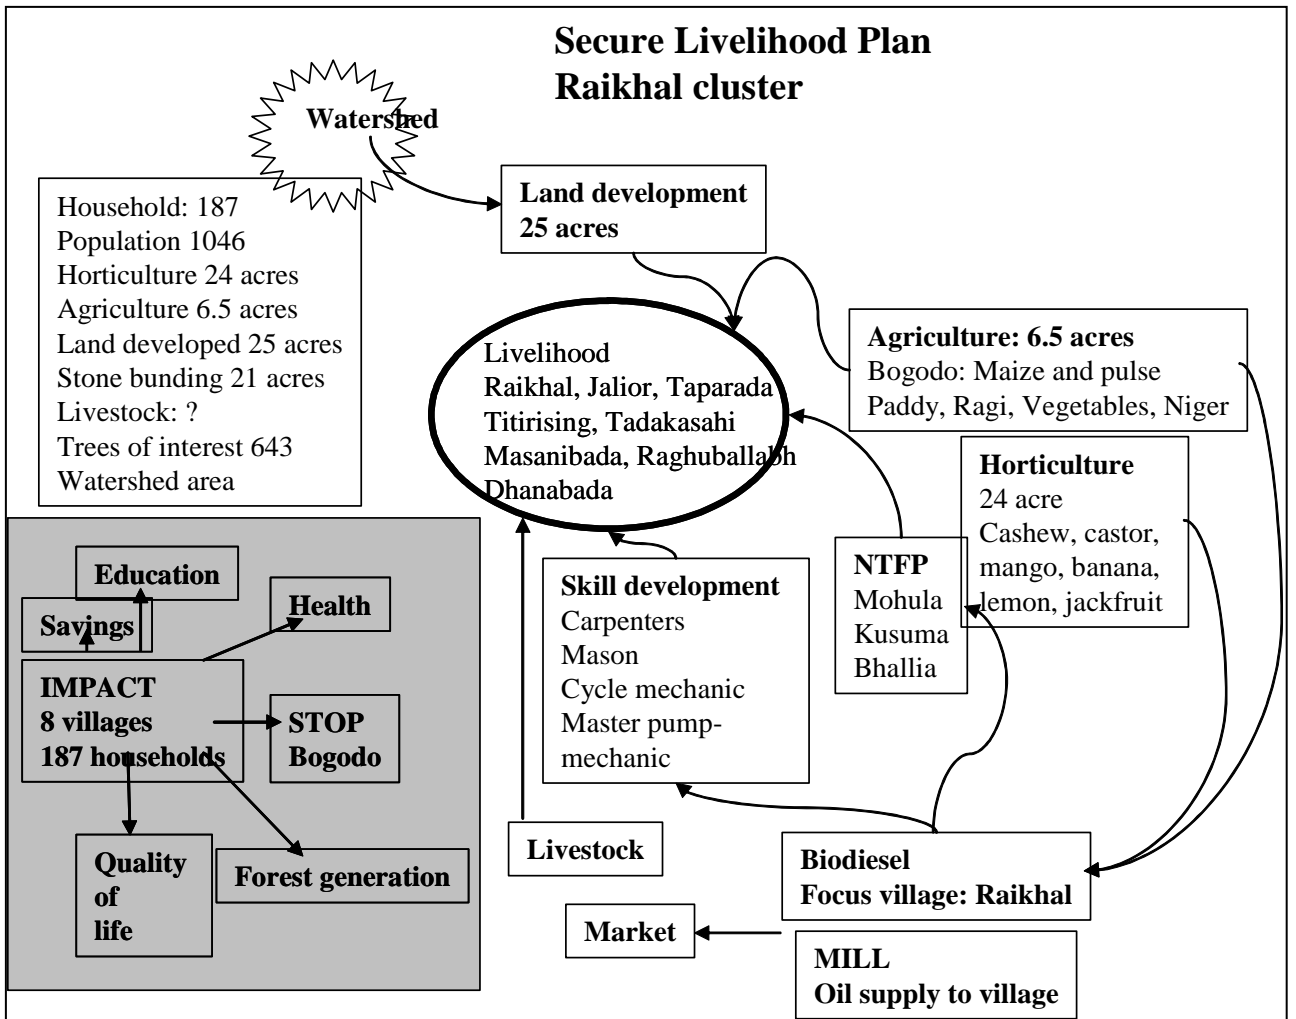 Secure Livelihood Plan
Raikhal cluster
Watershed
Land development
25 acres
Household: 187
Population 1046
Horticulture 24 acres
Agriculture 6.5 acres
Land developed 25 acres
Stone bunding 21 acres
Livestock: ?
Trees of interest 643
Watershed area
Livelihood
Raikhal, Jalior, Taparada
Titirising, Tadakasahi
Masanibada, Raghuballabh
Dhanabada
Agriculture: 6.5 acres
Bogodo: Maize and pulse
Paddy, Ragi, Vegetables, Niger
Horticulture
24 acre
Cashew, castor,
mango, banana,
lemon, jackfruit
NTFP
Mohula
Kusuma
Bhallia
Skill development
Carpenters
Mason
Cycle mechanic
Master pump-
mechanic
Education
Savings
Health
IMPACT
8 villages
187 households
STOP
Bogodo
Quality
of
life
Forest generation
Livestock
Biodiesel
Focus village: Raikhal
Market
MILL
Oil supply to village